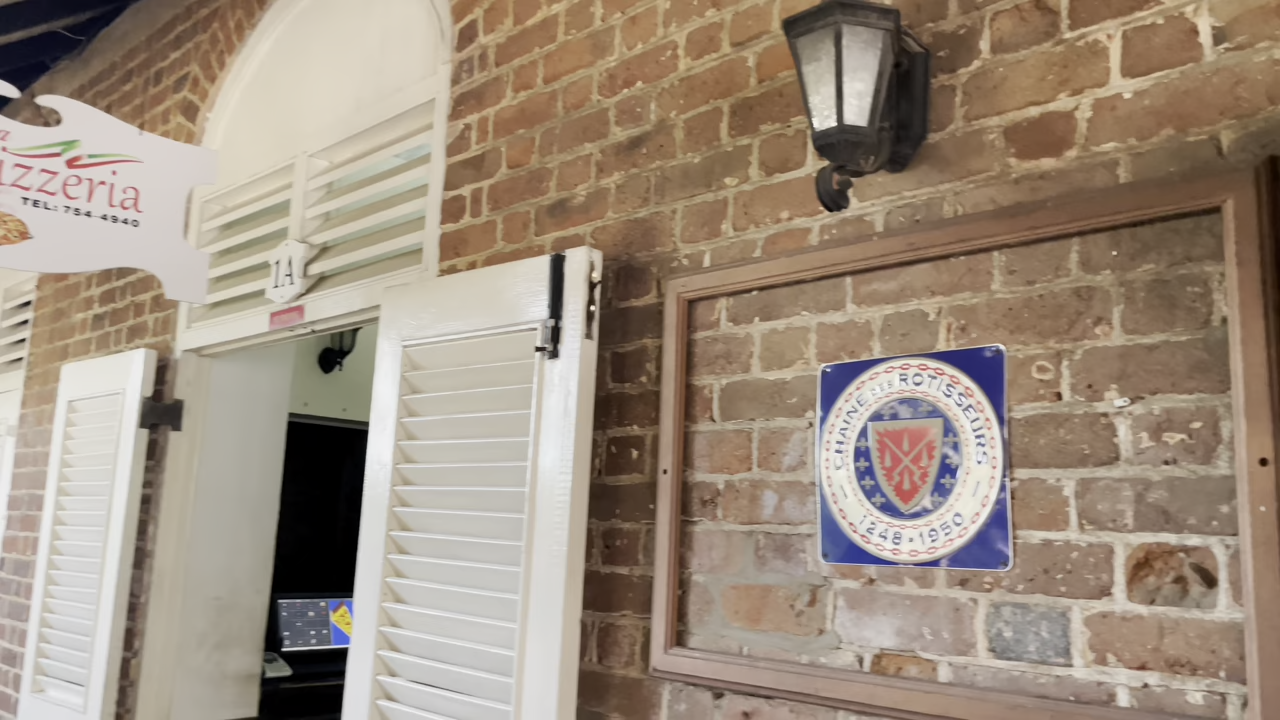 izzeria
TEL: 754-4940
1A
CHAINE DES ROTISSEURS
1248 - 1950